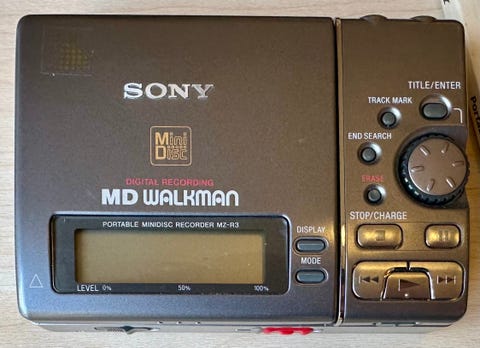 SONY
Mini
Disc
DIGITAL RECORDING
MD WALKMAN
PORTABLE MINIDISC RECORDER MZ-R3
DISPLAY
MODE
LEVEL 0% 50% 100%
TITLE/ENTER
TRACK MARK
END SEARCH
ERASE
STOP/CHARGE